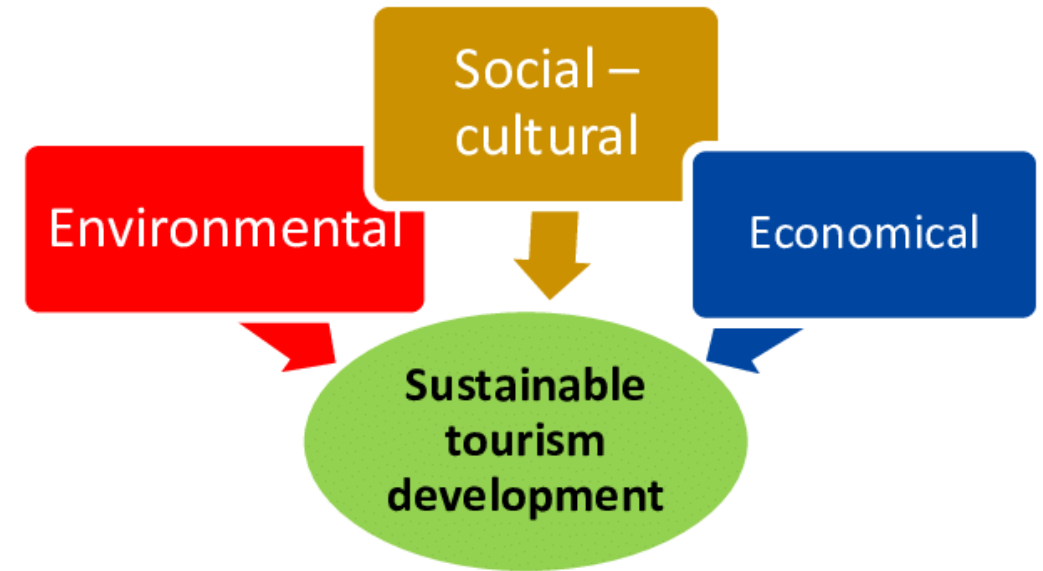 Social –
cultural
Environmental
Economical
Sustainable
tourism
development